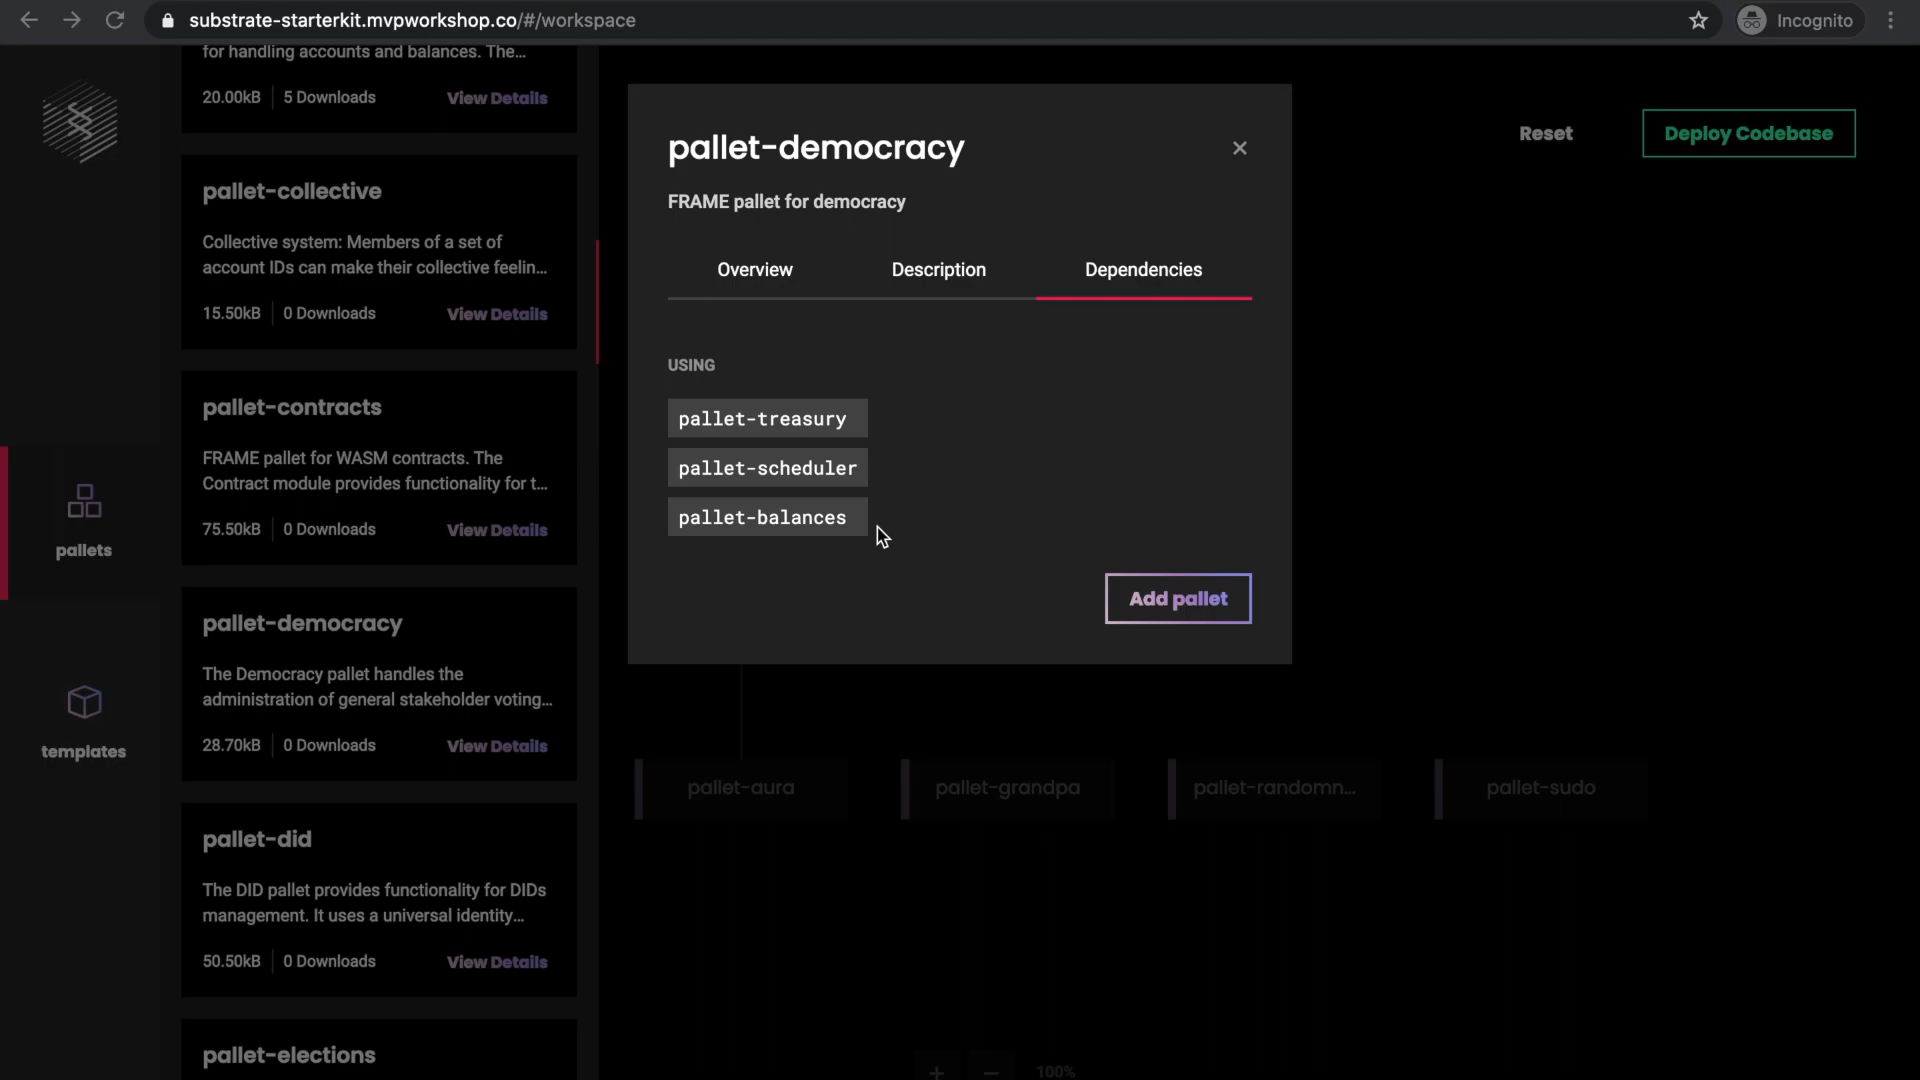 substrate-starterkit.mvpworkshop.co/#/workspace
Incognito
for handling accounts and balances. The...
20.00kB
5 Downloads
View Details
pallet-collective
Collective system: Members of a set of
account IDs can make their collective feelin...
15.50kB
0 Downloads
View Details
pallet-contracts
FRAME pallet for WASM contracts. The
Contract module provides functionality for t...
75.50kB
0 Downloads
View Details
pallet-democracy
The Democracy pallet handles the
administration of general stakeholder voting...
28.70kB
0 Downloads
View Details
pallet-did
The DID pallet provides functionality for DIDs
management. It uses a universal identity...
50.50kB
0 Downloads
View Details
pallet-elections
pallets
templates
pallet-democracy
×
FRAME pallet for democracy
Overview
Description
Dependencies
USING
pallet-treasury
pallet-scheduler
pallet-balances
Add pallet
Reset
Deploy Codebase
pallet-aura
pallet-grandpa
pallet-randomn...
pallet-sudo
+
−
100%